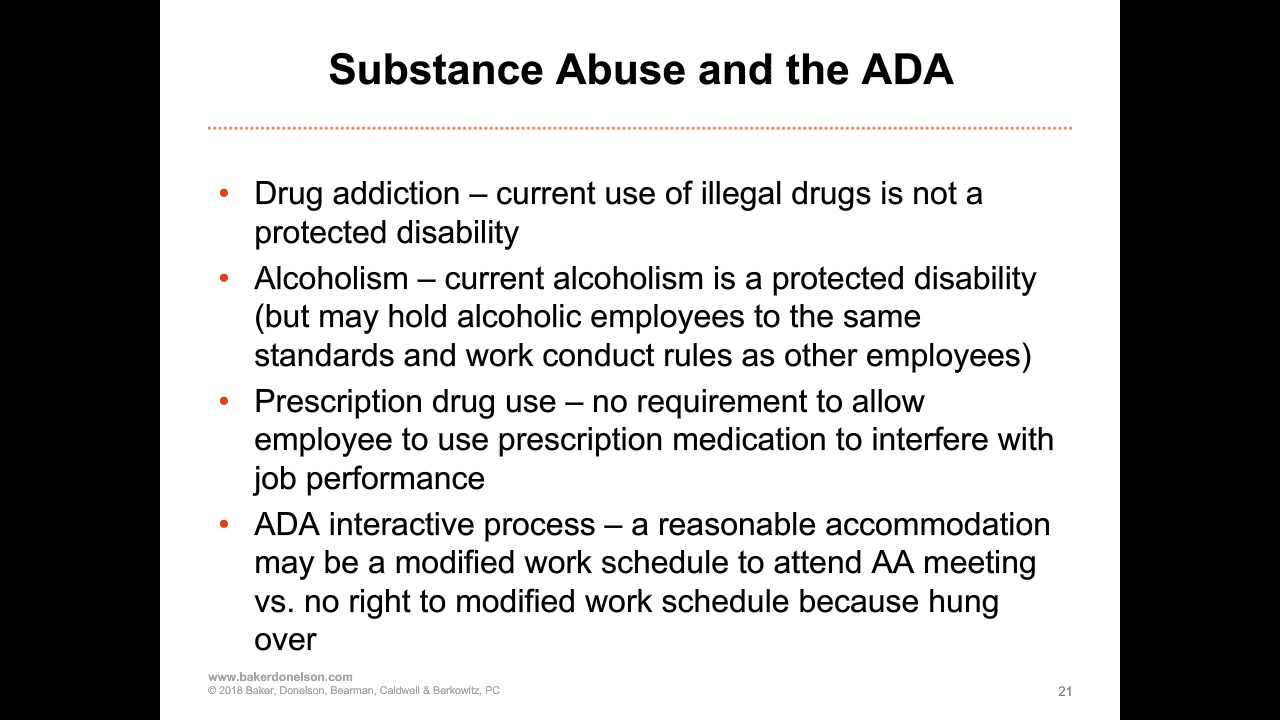 Substance Abuse and the ADA
• Drug addiction – current use of illegal drugs is not a
protected disability
• Alcoholism – current alcoholism is a protected disability
(but may hold alcoholic employees to the same
standards and work conduct rules as other employees)
• Prescription drug use – no requirement to allow
employee to use prescription medication to interfere with
job performance
• ADA interactive process – a reasonable accommodation
may be a modified work schedule to attend AA meeting
vs. no right to modified work schedule because hung
over
www.bakerdonelson.com
© 2018 Baker, Donelson, Bearman, Caldwell & Berkowitz, PC
21